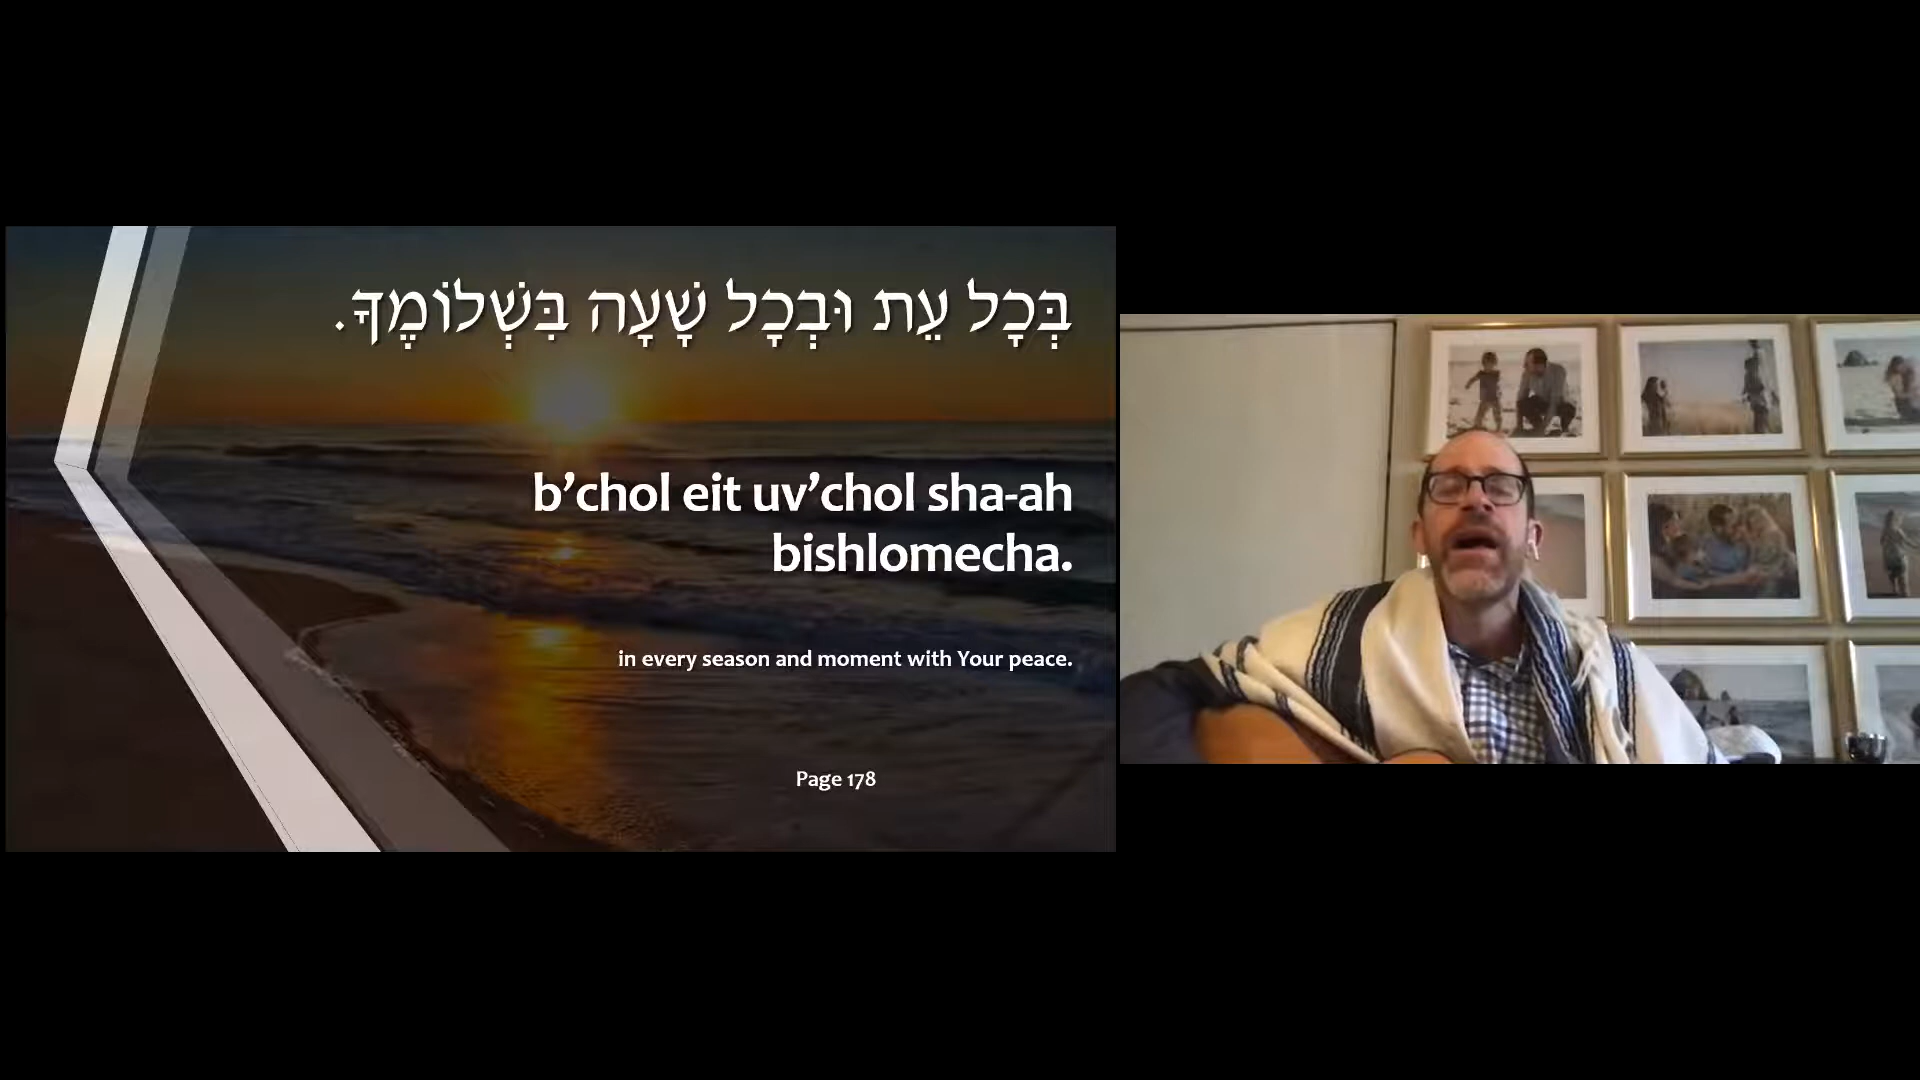 בְּכָל עֵת וּבְכָל שָׁעָה בִּשְׁלוֹמֶךָ.
b’chol eit uv’chol sha-ah
bishlomecha.
in every season and moment with Your peace.
Page 178